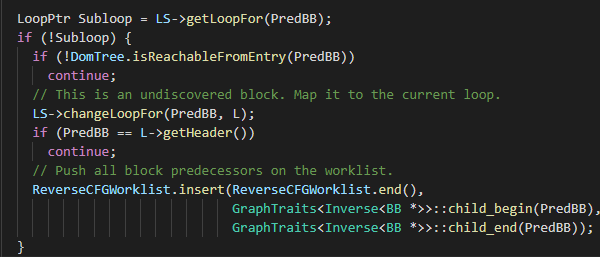 LoopPtr Subloop = LS->getLoopFor(PredBB);
if (!Subloop) {
  if (!DomTree.isReachableFromEntry(PredBB))
    continue;
  // This is an undiscovered block. Map it to the current loop.
  LS->changeLoopFor(PredBB, L);
  if (PredBB == L->getHeader())
    continue;
  // Push all block predecessors on the worklist.
  ReverseCFGWorklist.insert(ReverseCFGWorklist.end(),
                            GraphTraits<Inverse<BB *>>::child_begin(PredBB),
                            GraphTraits<Inverse<BB *>>::child_end(PredBB));
}